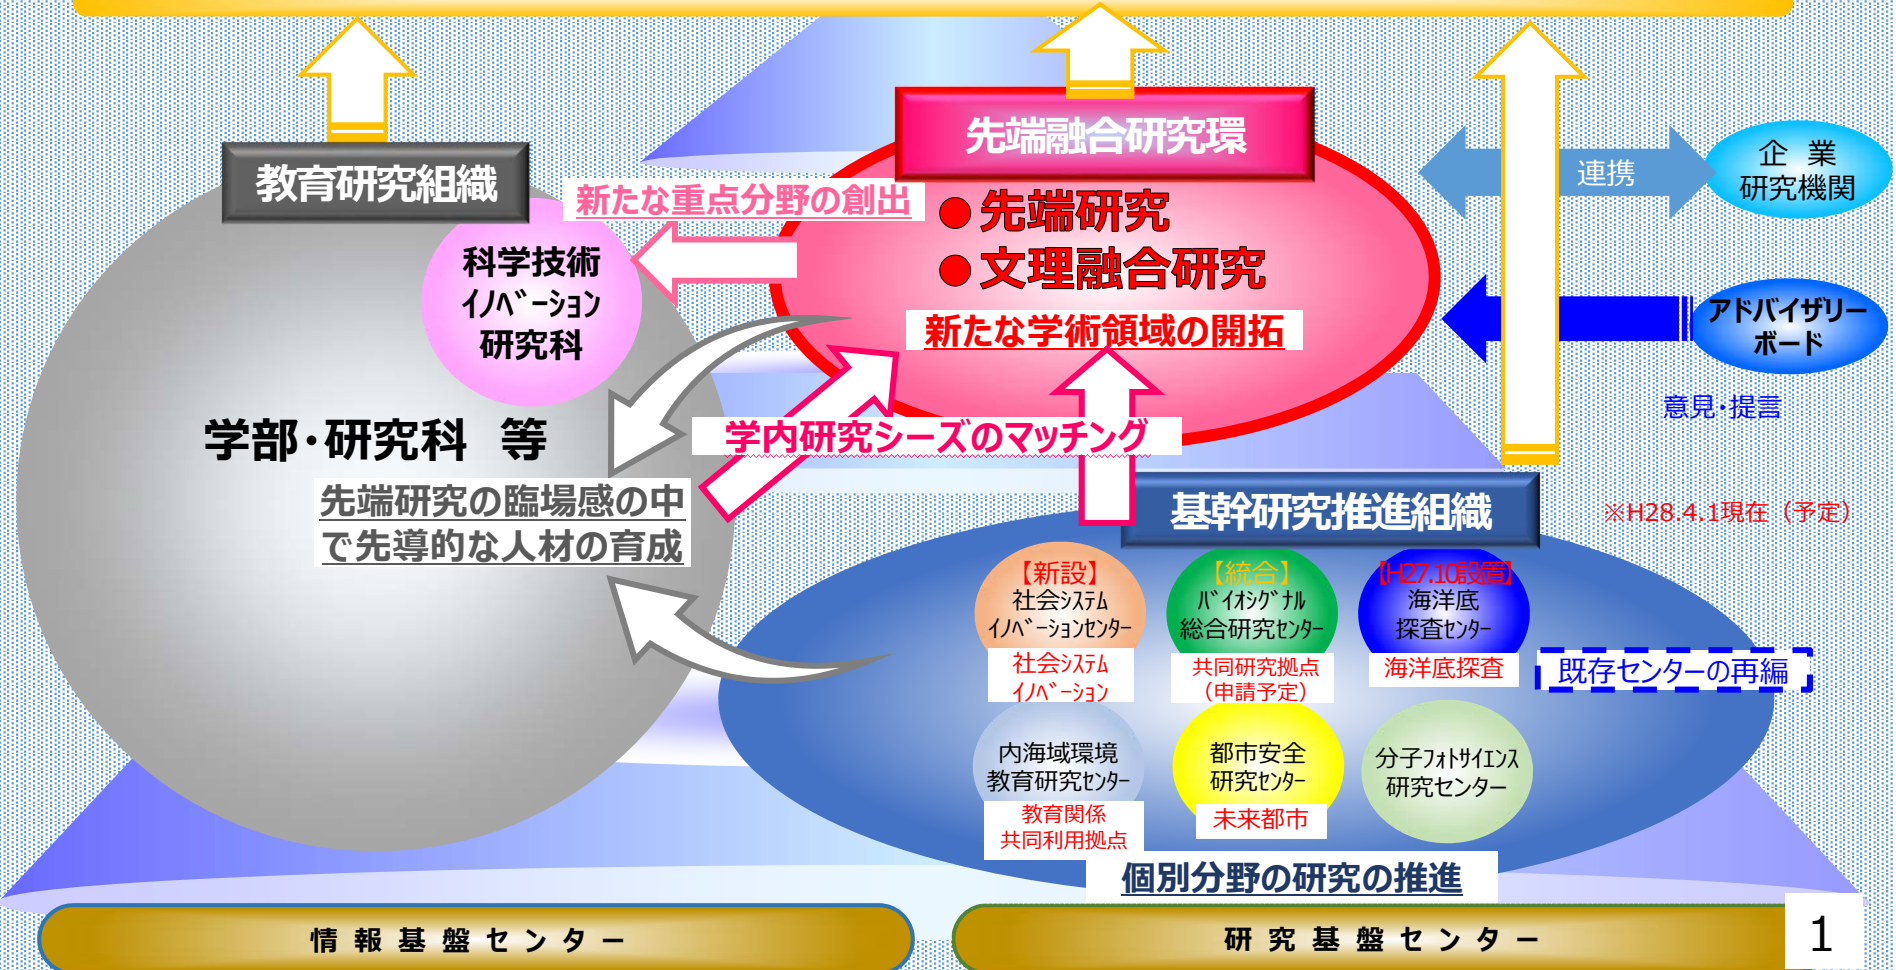 先端融合研究環
教育研究組織
新たな重点分野の創出
●先端研究
●文理融合研究
新たな学術領域の開拓
連携
企　業
研究機関
科学技術
ｲﾉﾍﾞｰｼｮﾝ
研究科
アドバイザリー
ボード
意見・提言
学部・研究科　等
学内研究シーズのマッチング
先端研究の臨場感の中
で先導的な人材の育成
基幹研究推進組織
※H28.4.1現在（予定）
【新設】
社会ｼｽﾃﾑ
ｲﾉﾍﾞｰｼｮﾝｾﾝﾀｰ
社会ｼｽﾃﾑ
ｲﾉﾍﾞｰｼｮﾝ
【統合】
ﾊﾞｲｵｼｸﾞﾅﾙ
総合研究ｾﾝﾀｰ
共同研究拠点
（申請予定）
【H27.10設置】
海洋底
探査ｾﾝﾀｰ
海洋底探査
既存センターの再編
内海域環境
教育研究ｾﾝﾀｰ
教育関係
共同利用拠点
都市安全
研究ｾﾝﾀｰ
未来都市
分子ﾌｫﾄｻｲｴﾝｽ
研究センター
個別分野の研究の推進
情報基盤センター
研究基盤センター
1